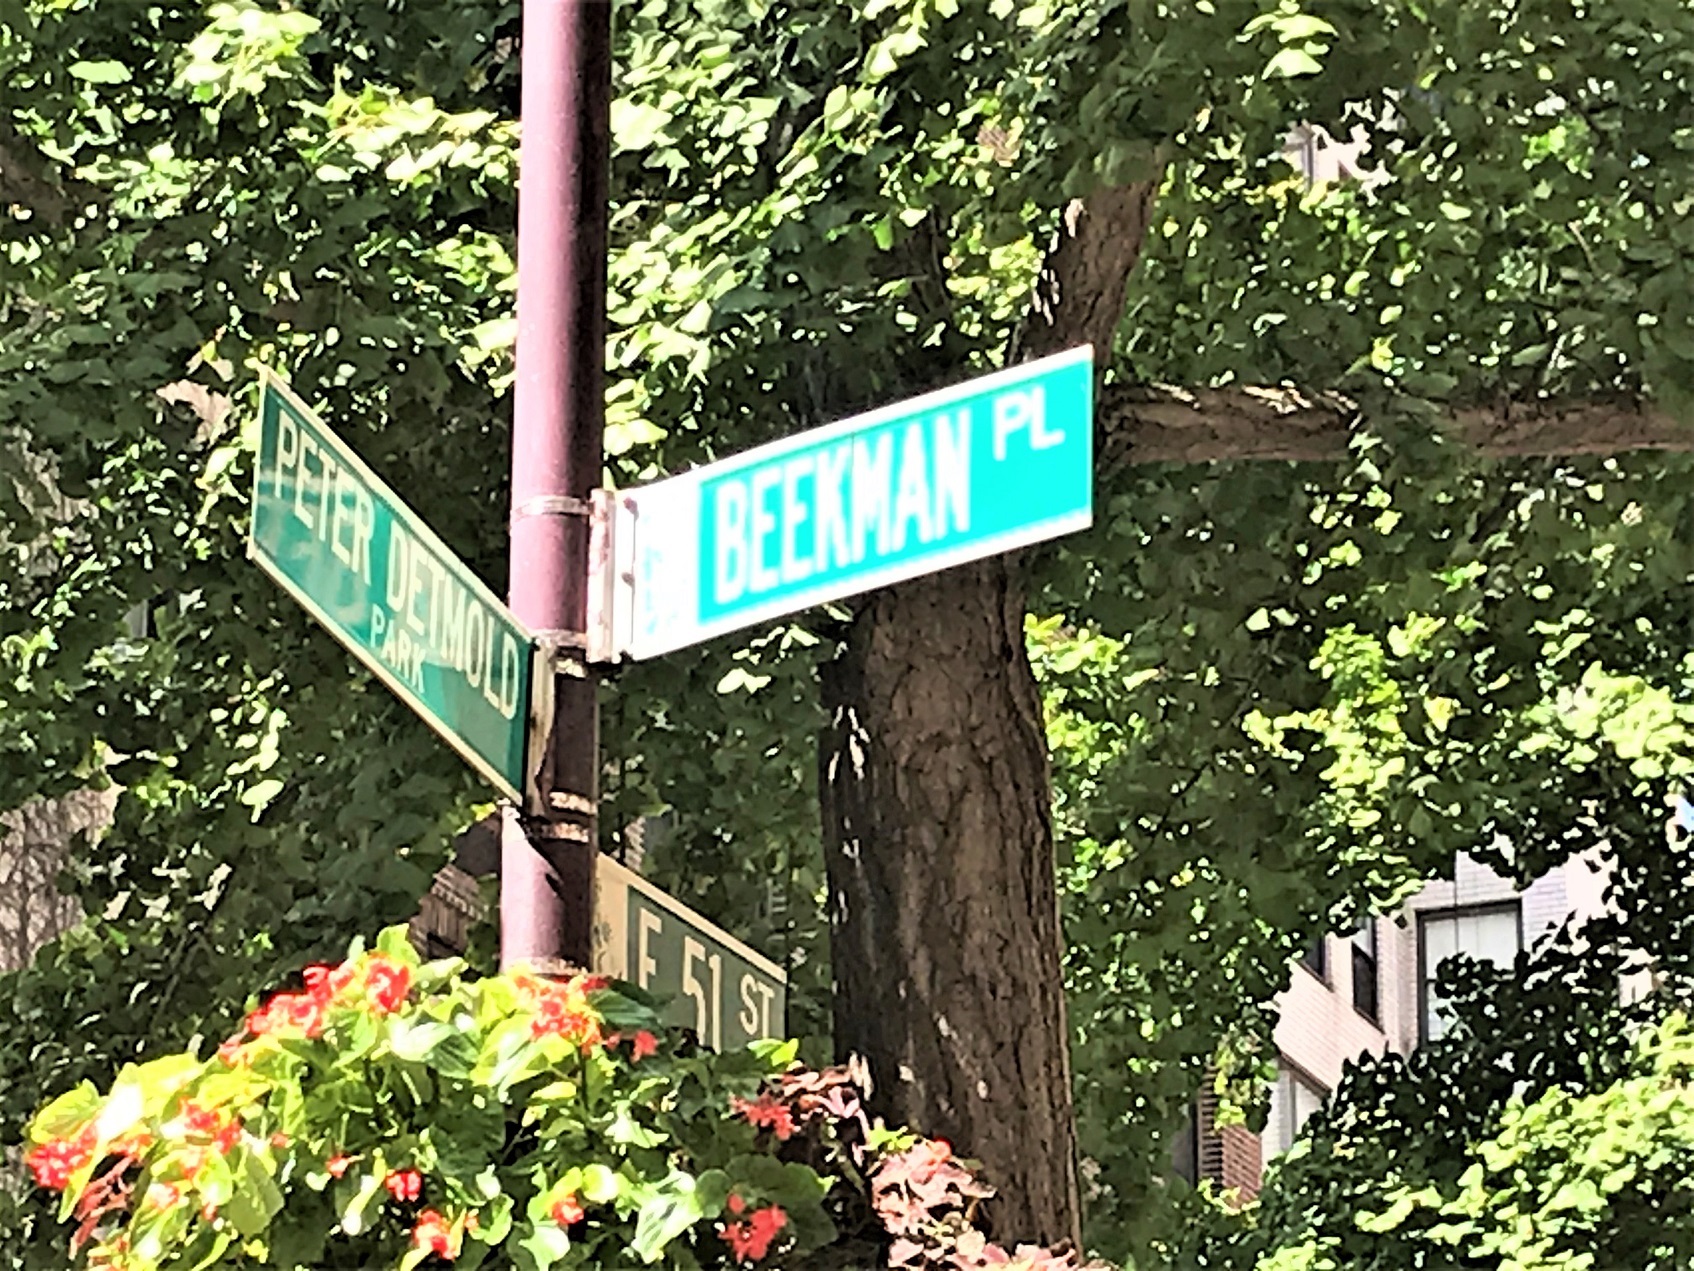 PETER DETMOLD
PARK
BEEKMAN PL
E 51 ST